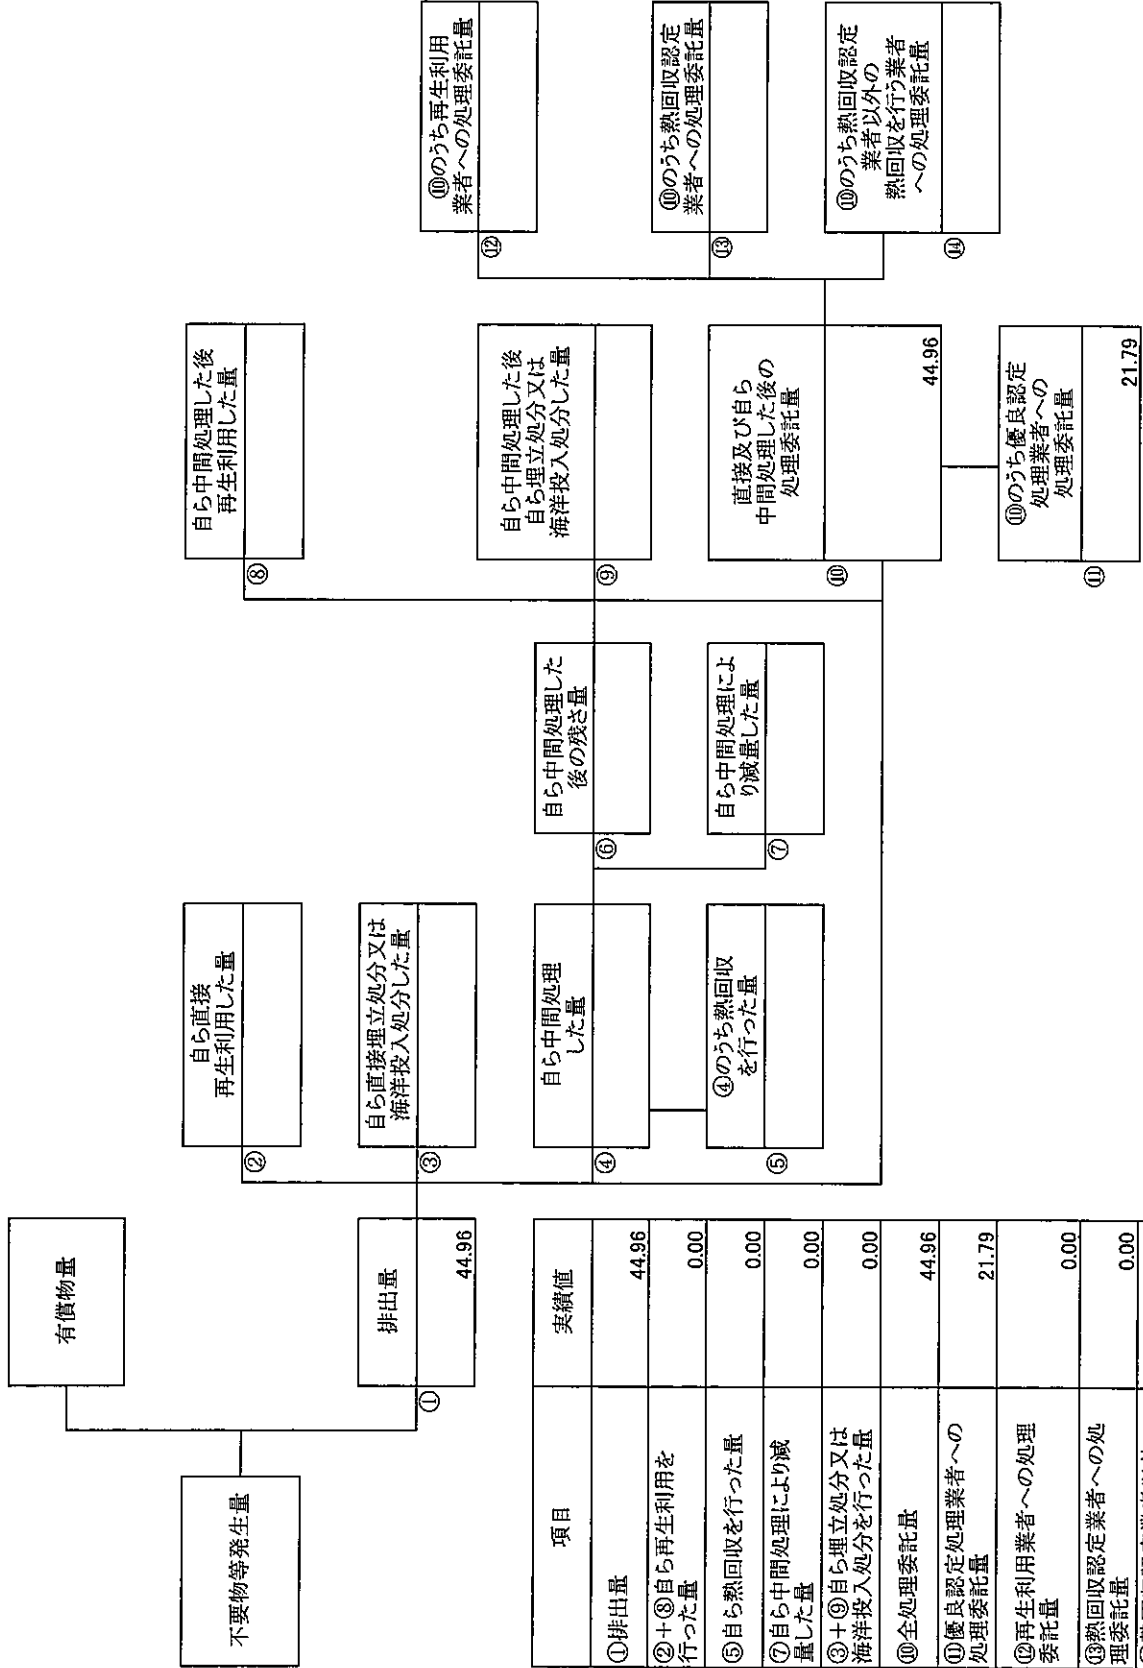 不要物等発生量
有償物量
排出量
①
44.96
②
自ら直接
再生利用した量
③
自ら直接埋立処分又は
海洋投入処分した量
④
自ら中間処理
した量
⑤
④のうち熱回収
を行った量
⑥
自ら中間処理した
後の残さ量
⑦
自ら中間処理によ
り減量した量
⑧
自ら中間処理した後
再生利用した量
⑨
自ら中間処理した後
自ら埋立処分又は
海洋投入処分した量
⑩
直接及び自ら
中間処理した後の
処理委託量
44.96
⑪
⑩のうち優良認定
処理業者への
処理委託量
21.79
⑫
⑩のうち再生利用
業者への処理委託量
⑬
⑩のうち熱回収認定
業者への処理委託量
⑭
⑩のうち熱回収認定
業者以外の
熱回収を行う業者
への処理委託量
項目 実績値
①排出量 44.96
②+⑧自ら再生利用を
行った量 0.00
⑤自ら熱回収を行った量 0.00
⑦自ら中間処理により減
量した量 0.00
③+⑨自ら埋立処分又は
海洋投入処分を行った量 0.00
⑩全処理委託量 44.96
⑪優良認定処理業者への
処理委託量 21.79
⑫再生利用業者への処理
委託量 0.00
⑬熱回収認定業者への処
理委託量 0.00